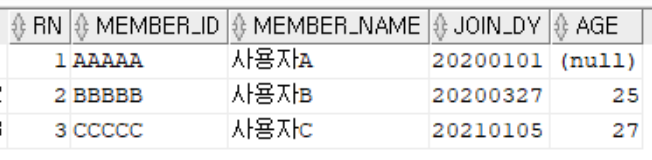 RN MEMBER_ID MEMBER_NAME JOIN_DY AGE
1 AAAAA 사용자A 20200101 (null)
2 BBBBB 사용자B 20200327 25
3 CCCCC 사용자C 20210105 27